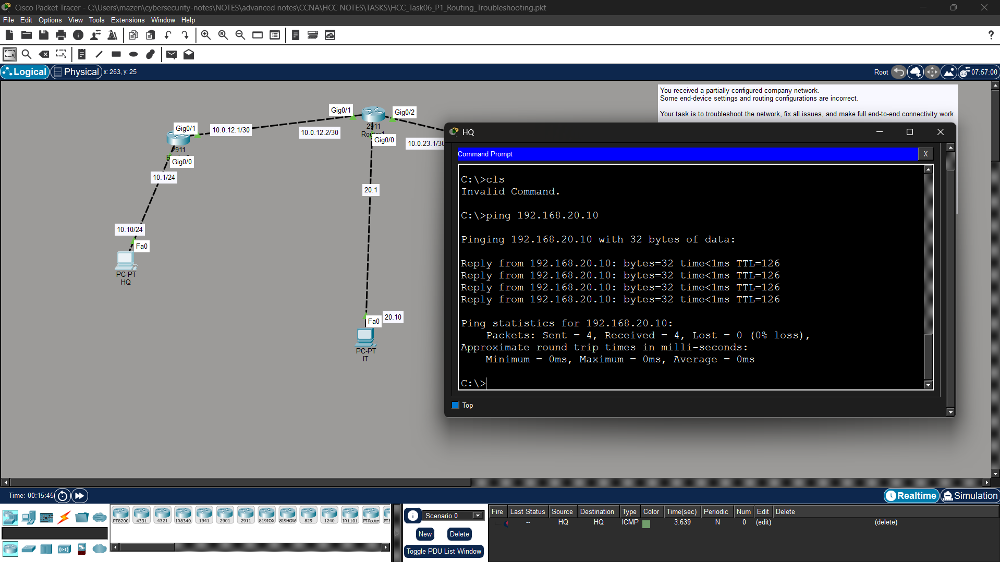 Cisco Packet Tracer - C:\Users\mazen\cybersecurity-notes\NOTES\advanced notes\CCNA\HCC NOTES\TASKS\HCC_Task06_P1_Routing_Troubleshooting.pkt
File Edit Options View Tools Extensions Window Help
?
Logical Physical x: 263, y: 25
Root 07:57:00
You received a partially configured company network.
Some end-device settings and routing configurations are incorrect.
Your task is to troubleshoot the network, fix all issues, and make full end-to-end connectivity work.
Gig0/1
Gig0/2
2911
Gig0/0
Gig0/1
10.0.12.1/30
10.0.12.2/30
10.0.23.1/30
2911
Gig0/0
10.1/24
20.1
10.10/24
Fa0
PC-PT
HQ
20.10
Fa0
PC-PT
IT
HQ
Command Prompt X
C:\>cls
Invalid Command.
C:\>ping 192.168.20.10
Pinging 192.168.20.10 with 32 bytes of data:
Reply from 192.168.20.10: bytes=32 time<1ms TTL=126
Reply from 192.168.20.10: bytes=32 time<1ms TTL=126
Reply from 192.168.20.10: bytes=32 time<1ms TTL=126
Reply from 192.168.20.10: bytes=32 time<1ms TTL=126
Ping statistics for 192.168.20.10:
Packets: Sent = 4, Received = 4, Lost = 0 (0% loss),
Approximate round trip times in milli-seconds:
Minimum = 0ms, Maximum = 0ms, Average = 0ms
C:\>
Top
Time: 00:15:45
Realtime Simulation
PT8200 4331 4321 IR8340 1941 2901 2911 819IOX 819HGW 829 1240 IR1101 PT-Router
Scenario 0
New Delete
Toggle PDU List Window
Fire Last Status Source Destination Type Color Time(sec) Periodic Num Edit Delete
-- HQ HQ ICMP 3.639 N 0 (edit) (delete)